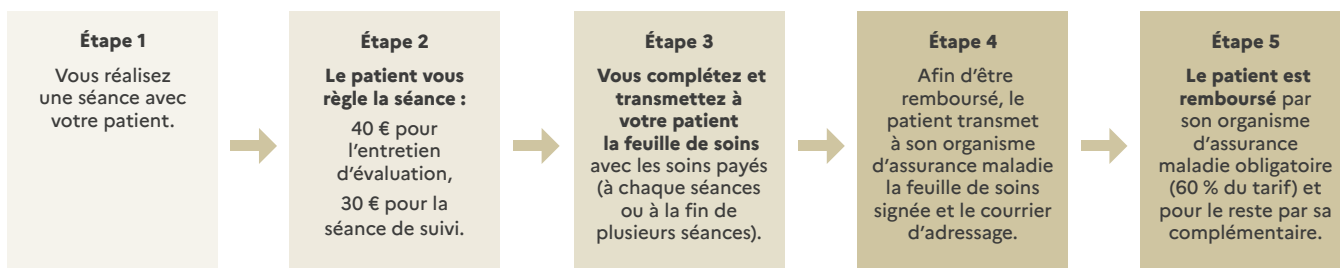 Étape 1
Vous réalisez
une séance avec
votre patient.
Étape 2
Le patient vous
règle la séance :
40 € pour
l'entretien
d'évaluation,
30 € pour la
séance de suivi.
Étape 3
Vous complétez et
transmettez à
votre patient
la feuille de soins
avec les soins payés
(à chaque séances
ou à la fin de
plusieurs séances).
Étape 4
Afin d'être
remboursé, le
patient transmet
à son organisme
d'assurance maladie
la feuille de soins
signée et le courrier
d'adressage.
Étape 5
Le patient est
remboursé par
son organisme
d'assurance
maladie obligatoire
(60 % du tarif) et
pour le reste par sa
complémentaire.